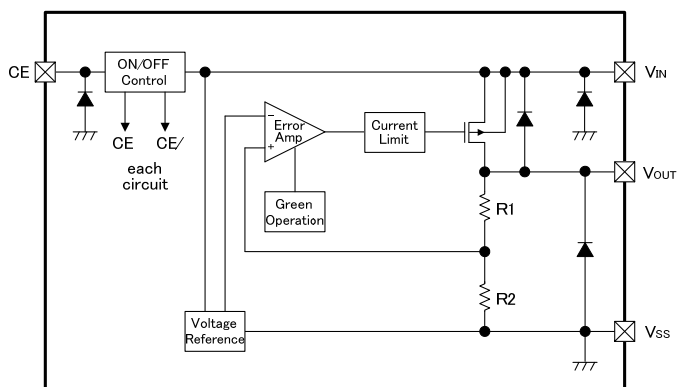 CE
ON/OFF
Control
VIN
CE
CE/
each
circuit
−
+
Error
Amp
Current
Limit
Green
Operation
VOUT
R1
R2
Voltage
Reference
VSS